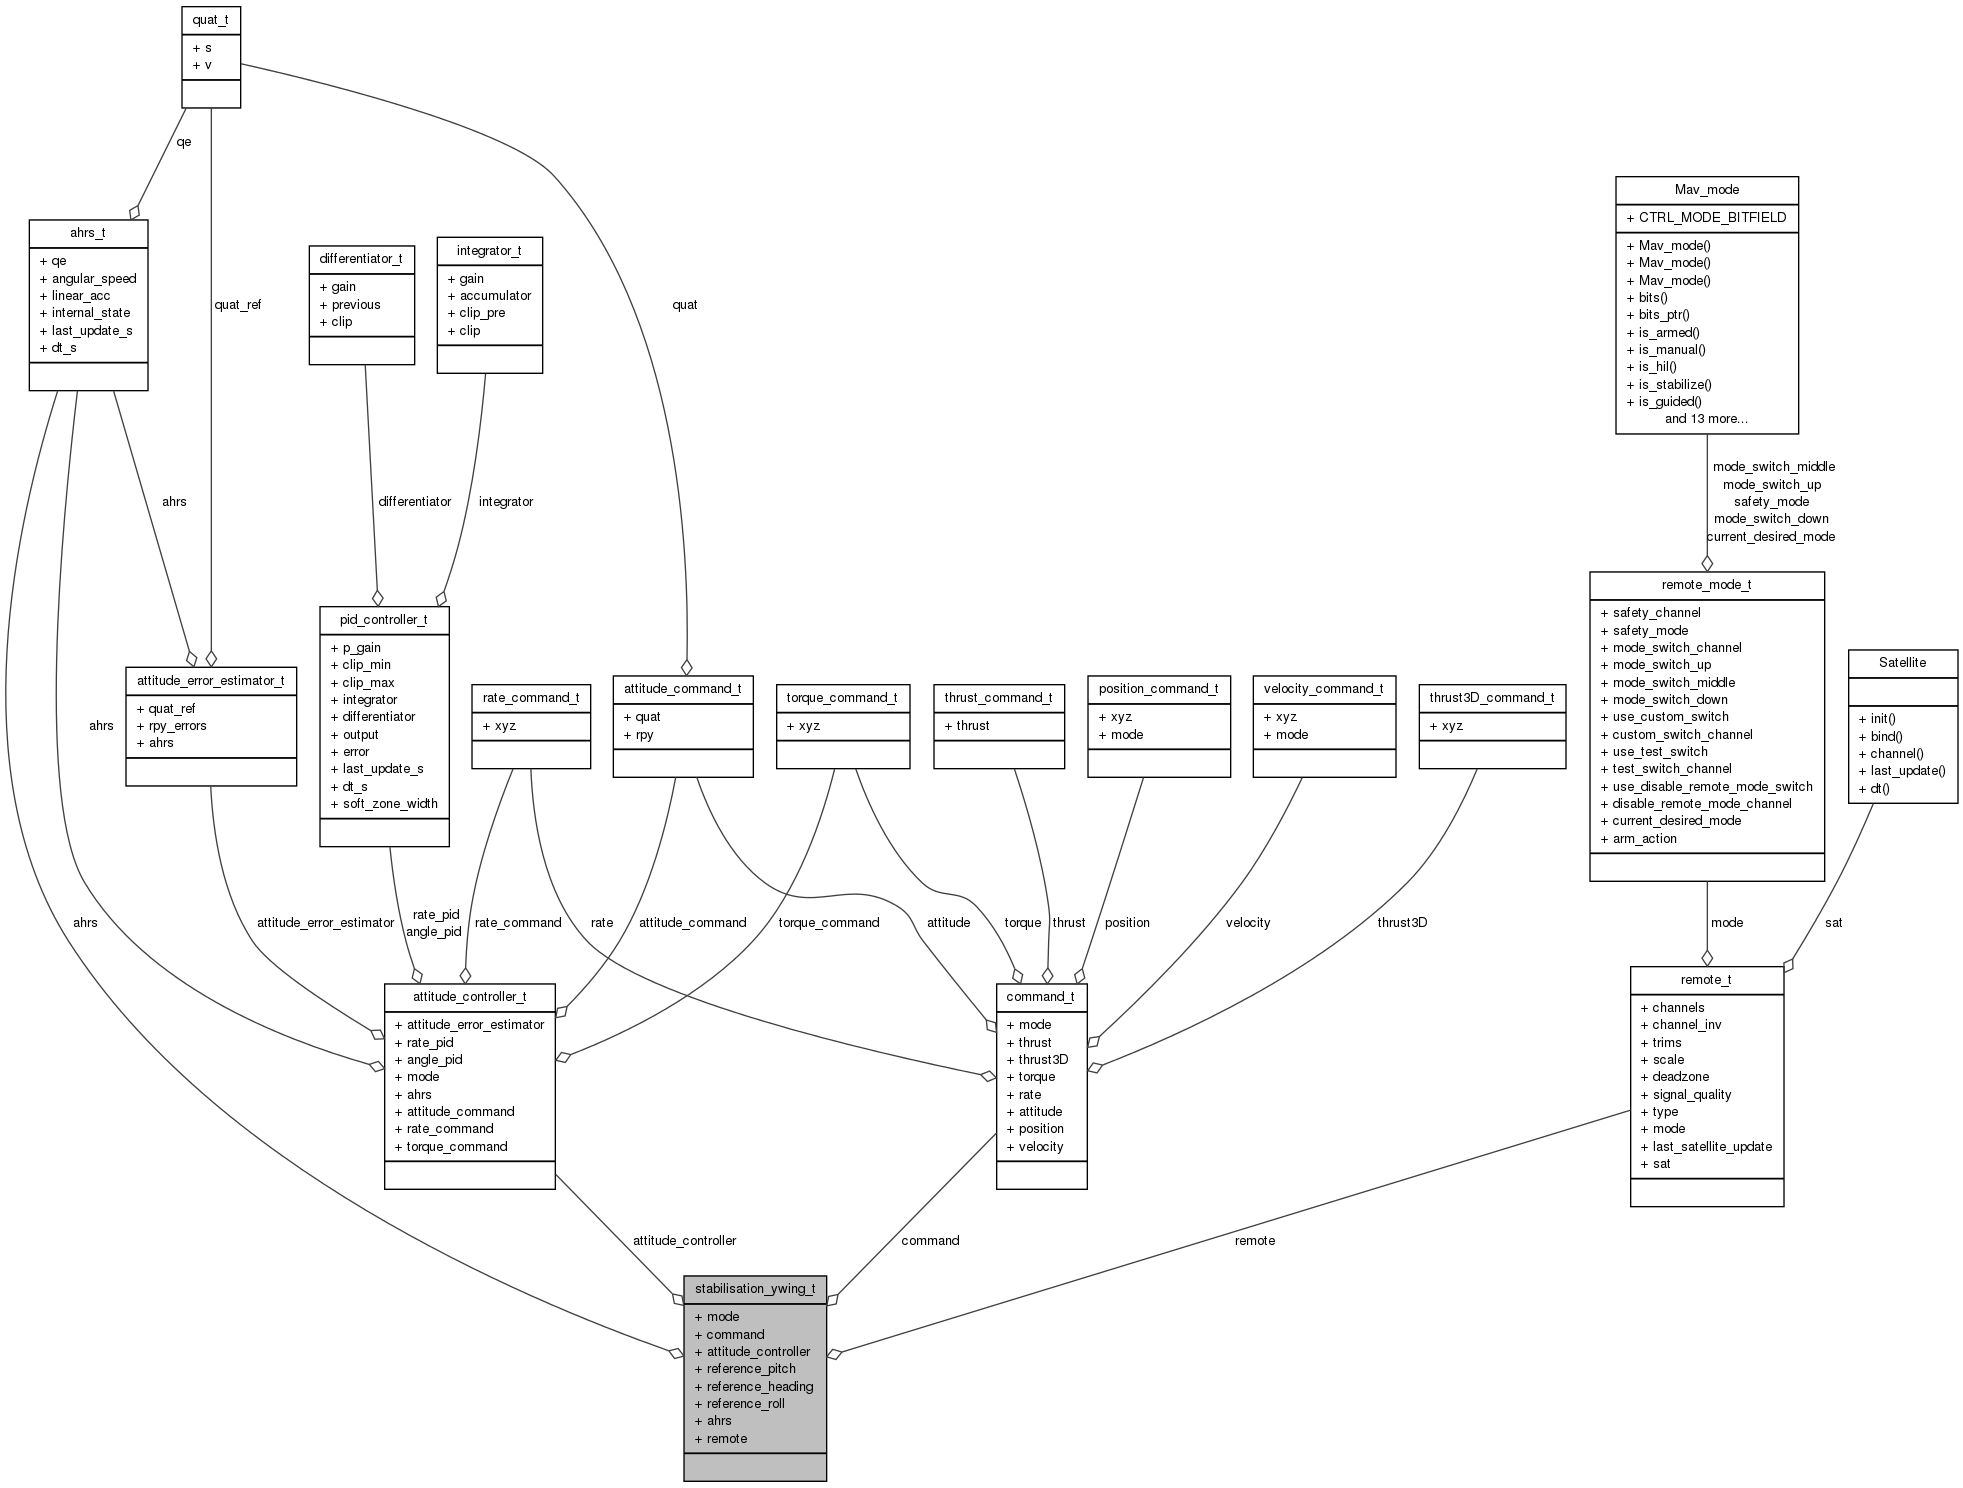 quat_t
+ s
+ v
qe
ahrs_t
+ qe
+ angular_speed
+ linear_acc
+ internal_state
+ last_update_s
+ dt_s
quat_ref
differentiator_t
+ gain
+ previous
+ clip
integrator_t
+ gain
+ accumulator
+ clip_pre
+ clip
quat
Mav_mode
+ CTRL_MODE_BITFIELD
+ Mav_mode()
+ Mav_mode()
+ Mav_mode()
+ bits()
+ bits_ptr()
+ is_armed()
+ is_manual()
+ is_hil()
+ is_stabilize()
+ is_guided()
and 13 more...
ahrs
differentiator
integrator
mode_switch_middle
mode_switch_up
safety_mode
mode_switch_down
current_desired_mode
ahrs
attitude_error_estimator_t
+ quat_ref
+ rpy_errors
+ ahrs
pid_controller_t
+ p_gain
+ clip_min
+ clip_max
+ integrator
+ differentiator
+ output
+ error
+ last_update_s
+ dt_s
+ soft_zone_width
rate_command_t
+ xyz
attitude_command_t
+ quat
+ rpy
torque_command_t
+ xyz
thrust_command_t
+ thrust
position_command_t
+ xyz
+ mode
velocity_command_t
+ xyz
+ mode
thrust3D_command_t
+ xyz
remote_mode_t
+ safety_channel
+ safety_mode
+ mode_switch_channel
+ mode_switch_up
+ mode_switch_middle
+ mode_switch_down
+ use_custom_switch
+ custom_switch_channel
+ use_test_switch
+ test_switch_channel
+ use_disable_remote_mode_switch
+ disable_remote_mode_channel
+ current_desired_mode
+ arm_action
Satellite
+ init()
+ bind()
+ channel()
+ last_update()
+ dt()
ahrs
attitude_error_estimator
rate_pid
angle_pid
rate_command
rate
attitude_command
torque_command
attitude
torque
thrust
position
velocity
thrust3D
mode
sat
attitude_controller_t
+ attitude_error_estimator
+ rate_pid
+ angle_pid
+ mode
+ ahrs
+ attitude_command
+ rate_command
+ torque_command
command_t
+ mode
+ thrust
+ thrust3D
+ torque
+ rate
+ attitude
+ position
+ velocity
remote_t
+ channels
+ channel_inv
+ trims
+ scale
+ deadzone
+ signal_quality
+ type
+ mode
+ last_satellite_update
+ sat
attitude_controller
command
remote
stabilisation_ywing_t
+ mode
+ command
+ attitude_controller
+ reference_pitch
+ reference_heading
+ reference_roll
+ ahrs
+ remote